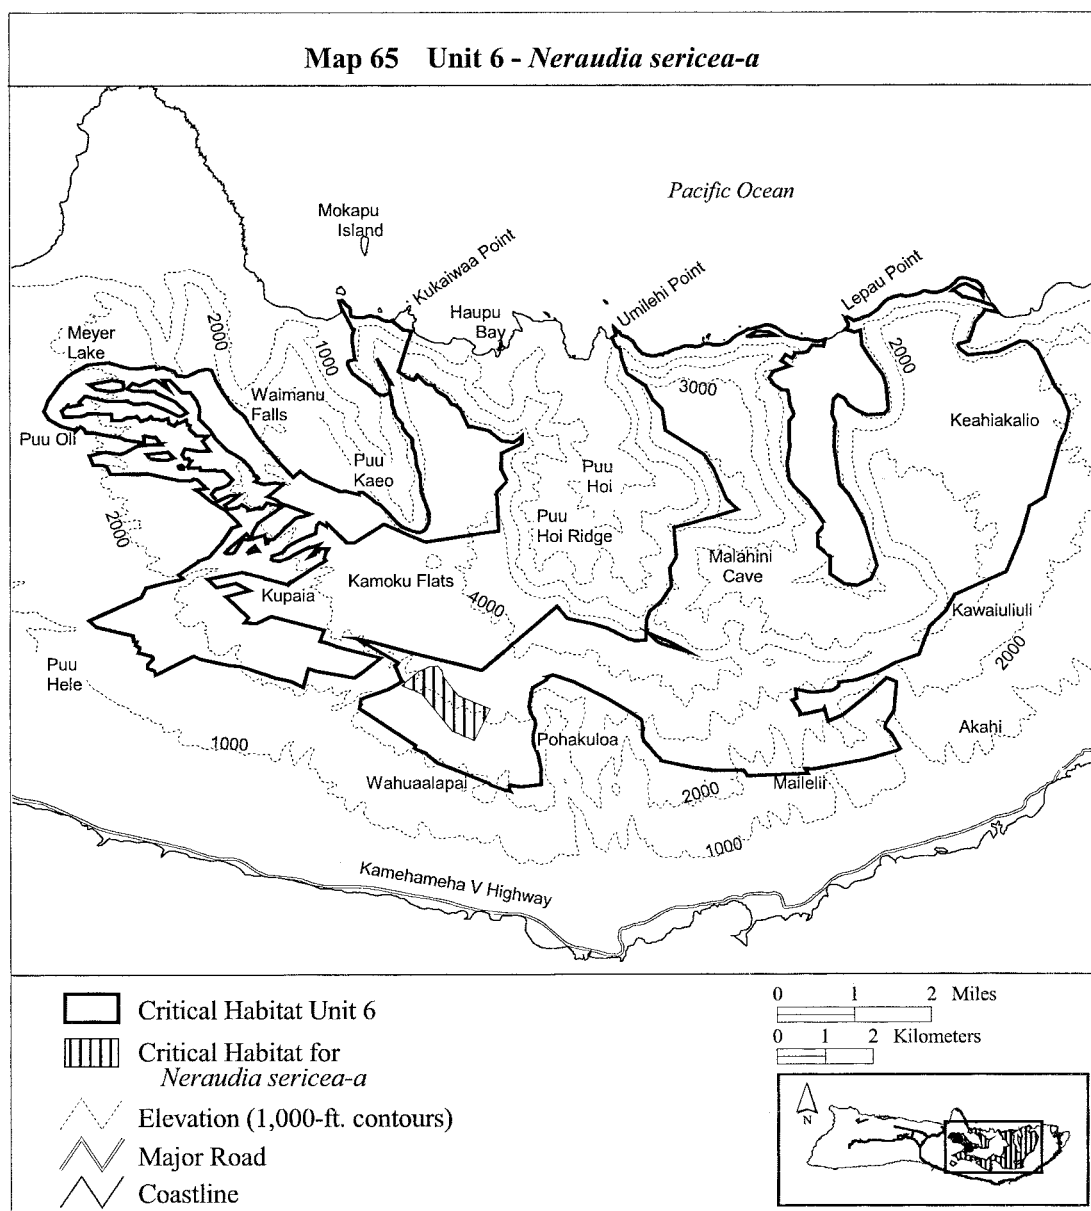 Map 65 Unit 6 - Neraudia sericea-a
Pacific Ocean
Mokapu
Island
Kukaiwaa Point
Haupu
Bay
Umilehi Point
Lepau Point
Meyer
Lake
2000
1000
Waimanu
Falls
3000
2000
Keahiakalio
Puu Oli
Puu
Kaeo
Puu
Hoi
Puu
Hoi Ridge
2000
Malahini
Cave
Kamoku Flats
Kupaia
4000
Kawaiuliuli
2000
Puu
Hele
1000
Pohakuloa
Akahi
Wahuaalapai
2000
Mailelii
1000
Kamehameha V Highway
Critical Habitat Unit 6
Critical Habitat for
Neraudia sericea-a
Elevation (1,000-ft. contours)
Major Road
Coastline
0 1 2 Miles
0 1 2 Kilometers
N